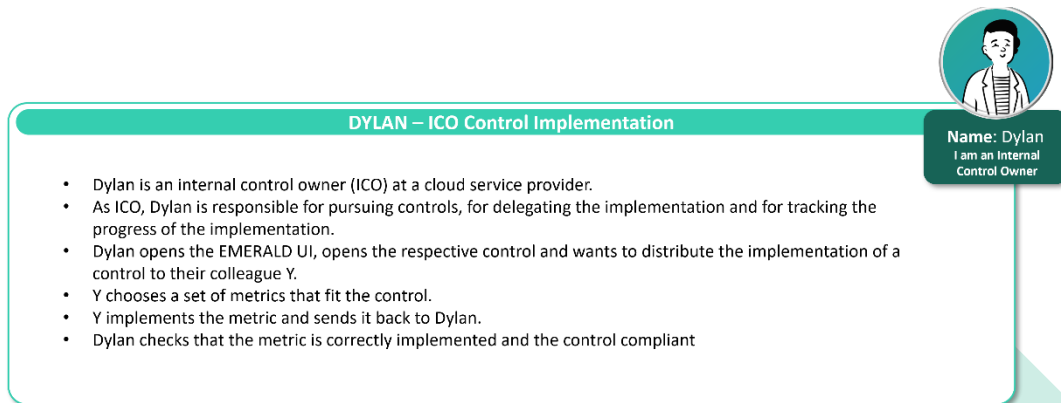 DYLAN – ICO Control Implementation
Name: Dylan
I am an Internal
Control Owner
• Dylan is an internal control owner (ICO) at a cloud service provider.
• As ICO, Dylan is responsible for pursuing controls, for delegating the implementation and for tracking the
progress of the implementation.
• Dylan opens the EMERALD UI, opens the respective control and wants to distribute the implementation of a
control to their colleague Y.
• Y chooses a set of metrics that fit the control.
• Y implements the metric and sends it back to Dylan.
• Dylan checks that the metric is correctly implemented and the control compliant